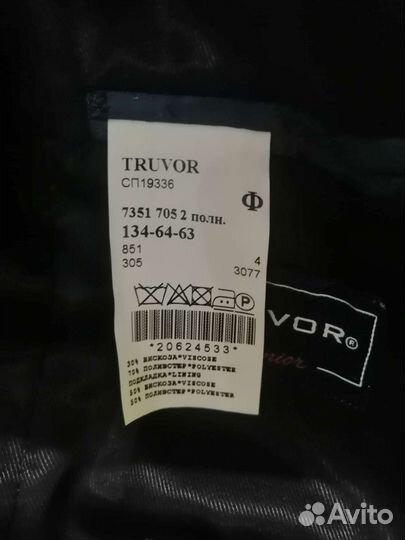 TRUVOR
СП19336
Ф
7351 705 2 полн.
134-64-63
851 4
305 3077
P
*20624533*
30% ВИСКОЗА*VISCOSE
70% ПОЛИЭСТЕР*POLYESTER
ПОДКЛАДКА*LINING
50% ВИСКОЗА*VISCOSE
50% ПОЛИЭСТЕР*POLYESTER
VOR®
nior
Avito